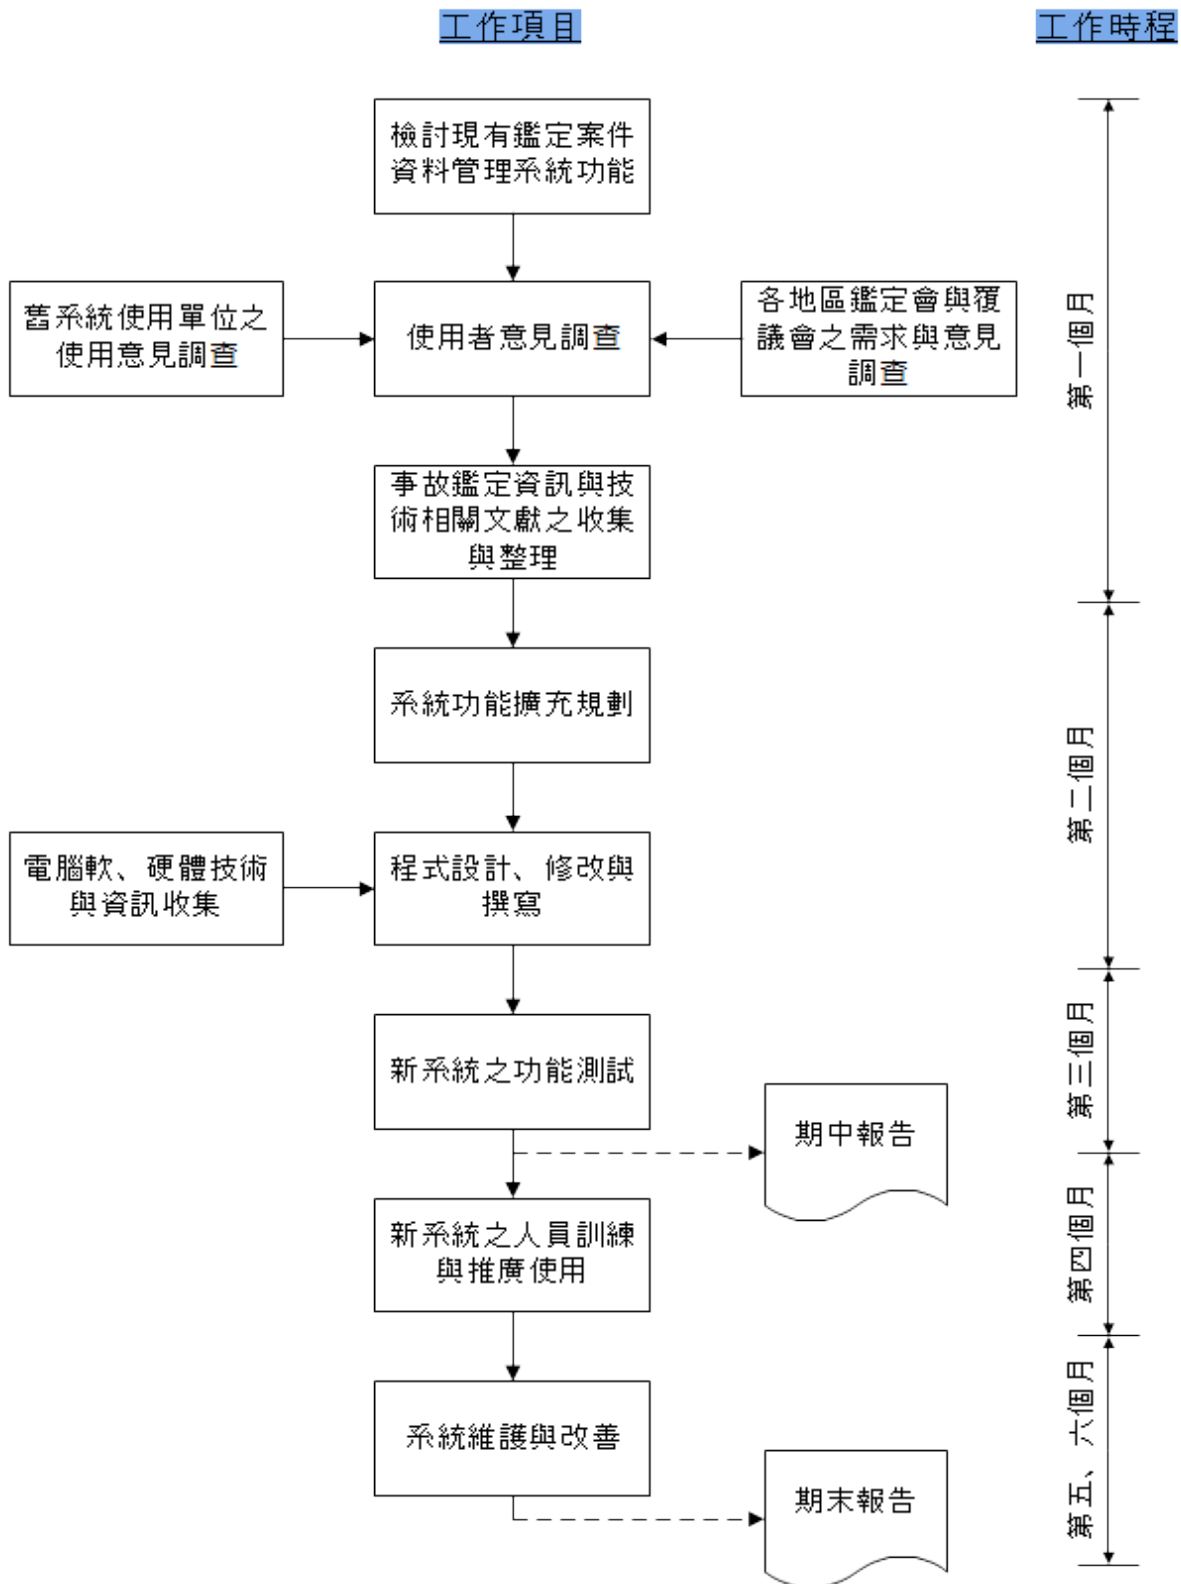 工作項目
工作時程
檢討現有鑑定案件
資料管理系統功能
舊系統使用單位之
使用意見調查
使用者意見調查
各地區鑑定會與覆
議會之需求與意見
調查
第一個月
事故鑑定資訊與技
術相關文獻之收集
與整理
系統功能擴充規劃
第二個月
電腦軟、硬體技術
與資訊收集
程式設計、修改與
撰寫
新系統之功能測試
第三個月
期中報告
新系統之人員訓練
與推廣使用
第四個月
系統維護與改善
第五、六個月
期末報告